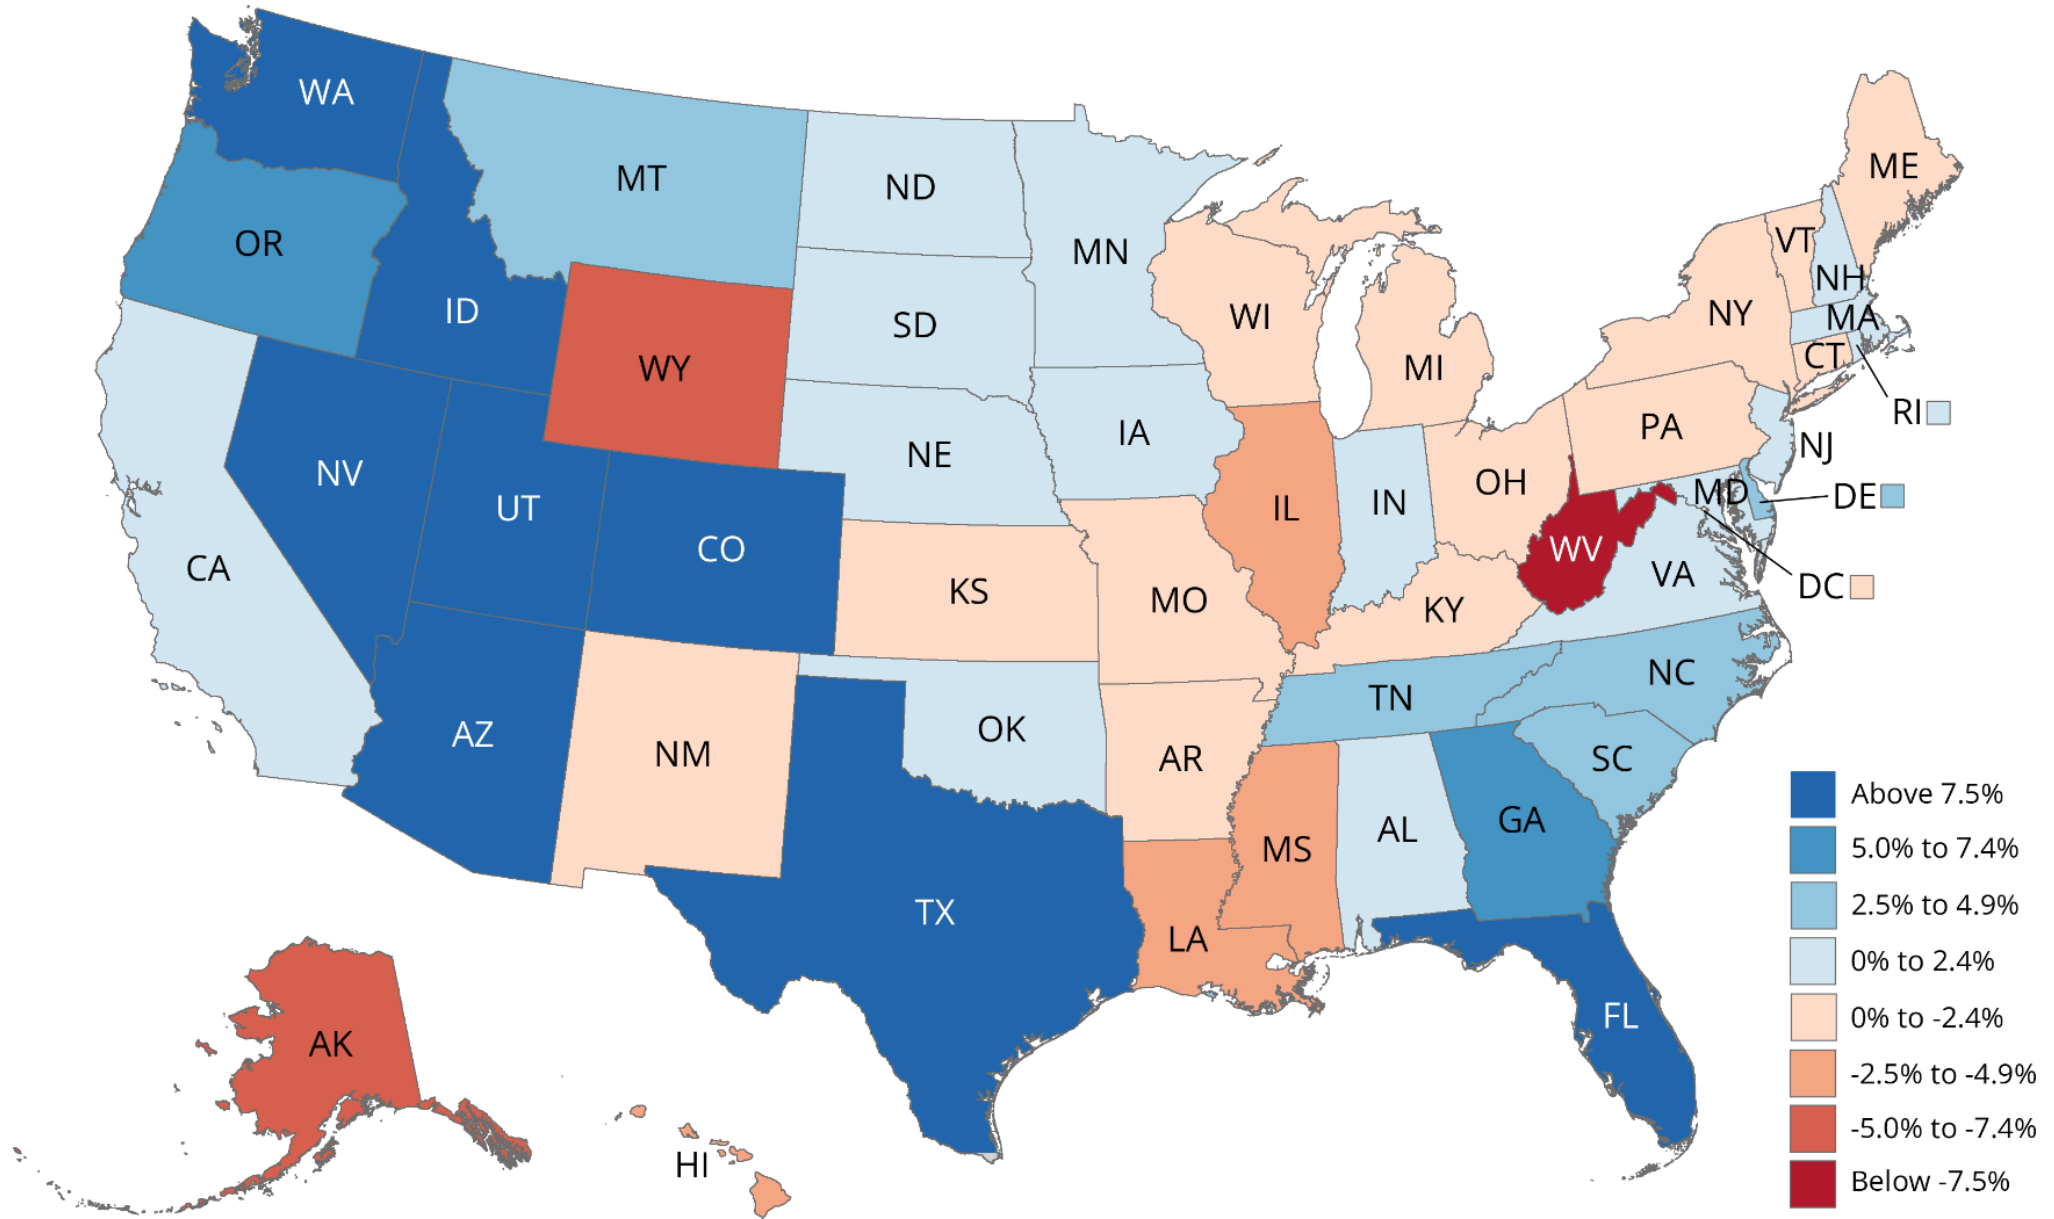 WA
MT
ND
ME
OR
MN
VT
NH
ID
SD
WI
NY
MA
WY
MI
CT
RI
NE
IA
PA
NJ
NV
UT
IL
IN
OH
MD
DE
CO
WV
CA
KS
MO
KY
VA
DC
NM
OK
TN
NC
AZ
AR
SC
TX
MS
AL
GA
LA
FL
AK
HI
Above 7.5%
5.0% to 7.4%
2.5% to 4.9%
0% to 2.4%
0% to -2.4%
-2.5% to -4.9%
-5.0% to -7.4%
Below -7.5%